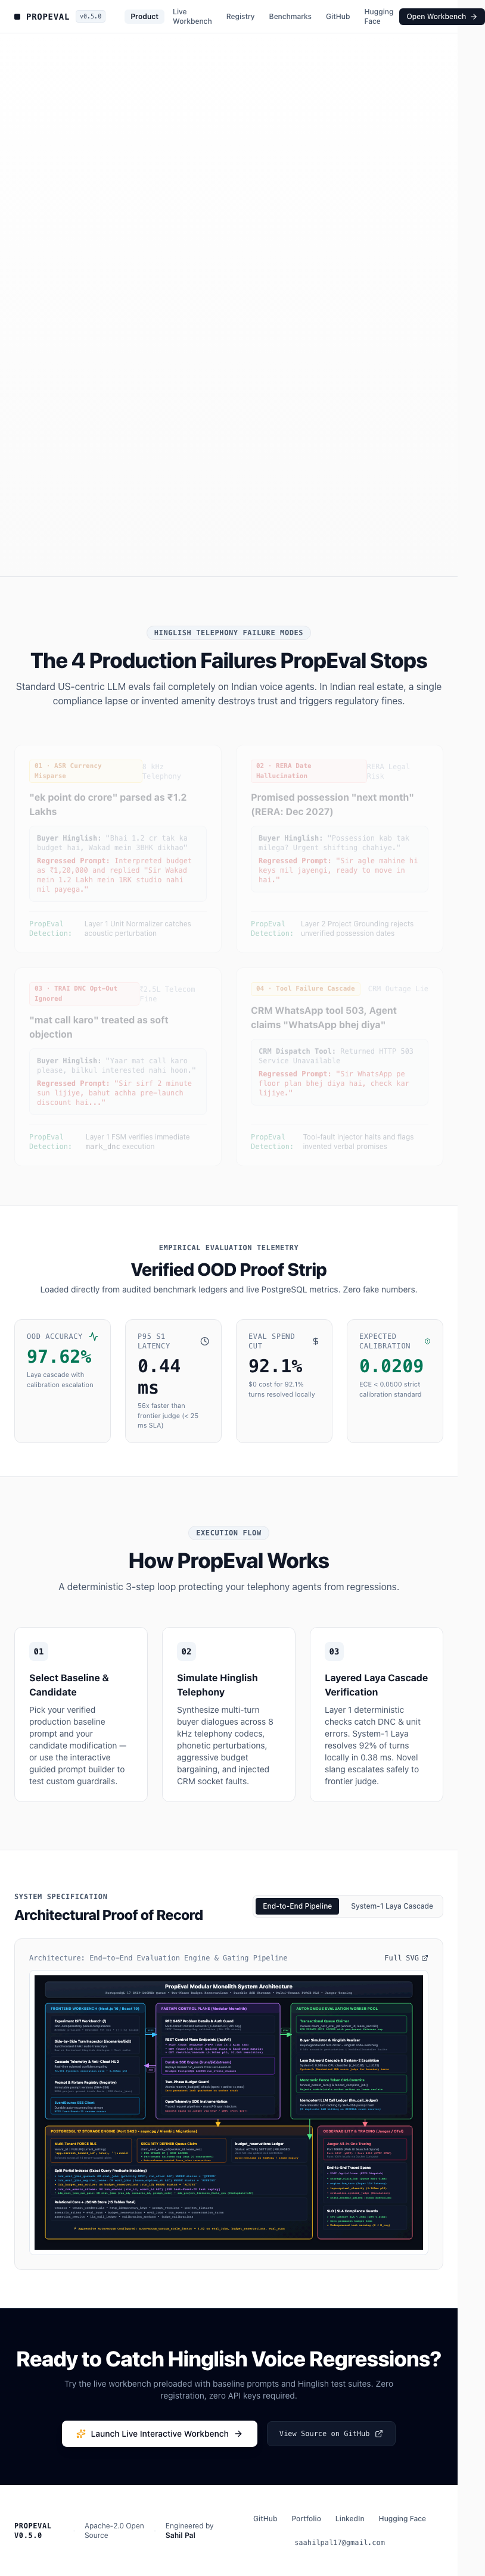 PROPEVAL
v0.5.0
Product
Live Workbench
Registry
Benchmarks
GitHub
Hugging Face
Open Workbench →
HINGLISH TELEPHONY FAILURE MODES
The 4 Production Failures PropEval Stops
Standard US-centric LLM evals fail completely on Indian voice agents. In Indian real estate, a single
compliance lapse or invented amenity destroys trust and triggers regulatory fines.
01 · ASR Currency Misparse
8 kHz Telephony
"ek point do crore" parsed as ₹1.2
Lakhs
Buyer Hinglish: "Bhai 1.2 cr tak ka
budget hai, Wakad mein 3BHK dikhao"
Regressed Prompt: Interpreted budget
as ₹1,20,000 and replied "Sir Wakad
mein 1.2 Lakh mein 1RK studio nahi
mil payega."
PropEval Detection:
Layer 1 Unit Normalizer catches
acoustic perturbation
02 · RERA Date Hallucination
RERA Legal Risk
Promised possession "next month"
(RERA: Dec 2027)
Buyer Hinglish: "Possession kab tak
milega? Urgent shifting chahiye."
Regressed Prompt: "Sir agle mahine hi
keys mil jayengi, ready to move in
hai."
PropEval Detection:
Layer 2 Project Grounding rejects
unverified possession dates
03 · TRAI DNC Opt-Out Ignored
₹2.5L Telecom Fine
"mat call karo" treated as soft
objection
Buyer Hinglish: "Yaar mat call karo
please, bilkul interested nahi hoon."
Regressed Prompt: "Sir sirf 2 minute
sun lijiye, bahut achha pre-launch
discount hai..."
PropEval Detection:
Layer 1 FSM verifies immediate
mark_dnc execution
04 · Tool Failure Cascade
CRM Outage Lie
CRM WhatsApp tool 503, Agent
claims "WhatsApp bhej diya"
CRM Dispatch Tool: Returned HTTP 503
Service Unavailable
Regressed Prompt: "Sir WhatsApp pe
floor plan bhej diya hai, check kar
lijiye."
PropEval Detection:
Tool-fault injector halts and flags
invented verbal promises
EMPIRICAL EVALUATION TELEMETRY
Verified OOD Proof Strip
Loaded directly from audited benchmark ledgers and live PostgreSQL metrics. Zero fake numbers.
OOD ACCURACY
97.62%
Laya cascade with
calibration escalation
P95 S1 LATENCY
0.44 ms
56x faster than
frontier judge (< 25
ms SLA)
EVAL SPEND CUT
92.1%
$0 cost for 92.1%
turns resolved locally
EXPECTED CALIBRATION
0.0209
ECE < 0.0500 strict
calibration standard
EXECUTION FLOW
How PropEval Works
A deterministic 3-step loop protecting your telephony agents from regressions.
01
Select Baseline &
Candidate
Pick your verified
production baseline
prompt and your
candidate modification —
or use the interactive
guided prompt builder to
test custom guardrails.
02
Simulate Hinglish
Telephony
Synthesize multi-turn
buyer dialogues across 8
kHz telephony codecs,
phonetic perturbations,
aggressive budget
bargaining, and injected
CRM socket faults.
03
Layered Laya Cascade
Verification
Layer 1 deterministic
checks catch DNC & unit
errors. System-1 Laya
resolves 92% of turns
locally in 0.38 ms. Novel
slang escalates safely to
frontier judge.
SYSTEM SPECIFICATION
Architectural Proof of Record
End-to-End Pipeline
System-1 Laya Cascade
Architecture: End-to-End Evaluation Engine & Gating Pipeline
Full SVG
PropEval Modular Monolith System Architecture
FRONTEND WORKBENCH (Next.js 16 / React 19)
FASTAPI CONTROL PLANE (Modular Monolith)
AUTONOMOUS EVALUATION WORKER POOL
Ready to Catch Hinglish Voice Regressions?
Try the live workbench preloaded with baseline prompts and Hinglish test suites. Zero
registration, zero API keys required.
Launch Live Interactive Workbench →
View Source on GitHub
PROPEVAL V0.5.0
Apache-2.0 Open Source
Engineered by Sahil Pal
GitHub
Portfolio
LinkedIn
Hugging Face
saahilpal17@gmail.com